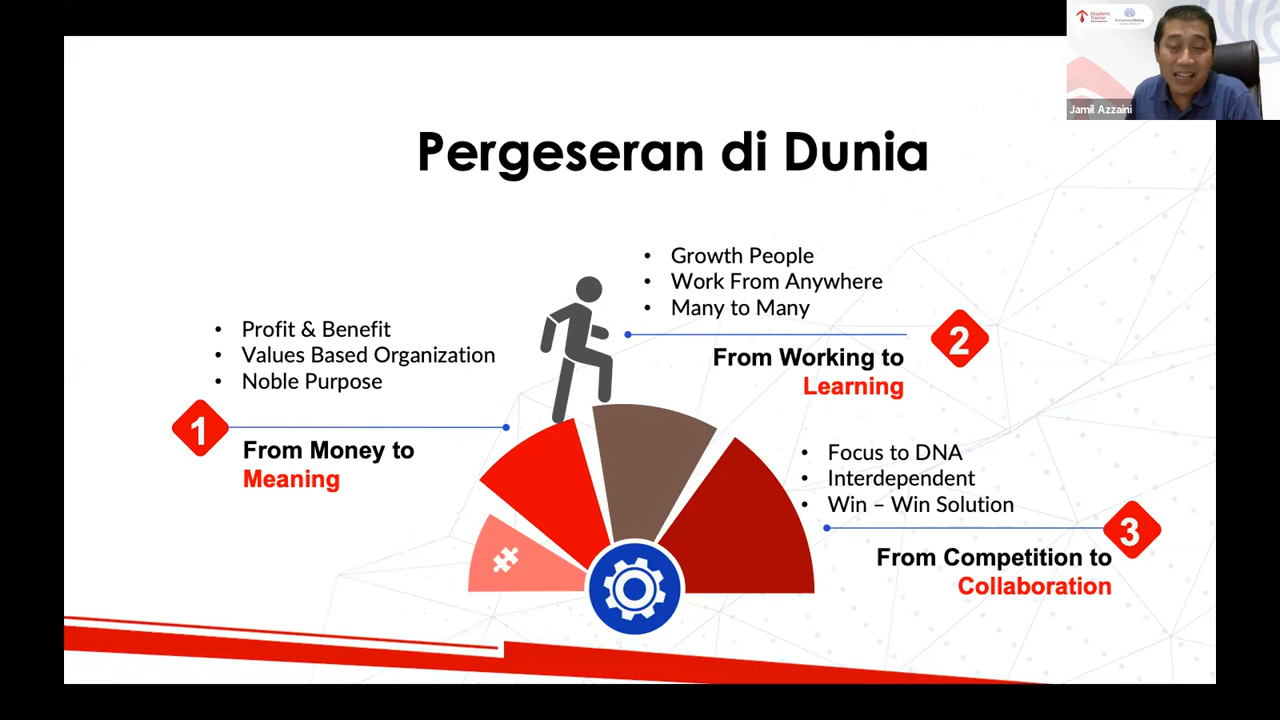 Akademi
Trainer
Jamil Azzaini
Pergeseran di Dunia
• Profit & Benefit
• Values Based Organization
• Noble Purpose
1
From Money to
Meaning
• Growth People
• Work From Anywhere
• Many to Many
2
From Working to
Learning
• Focus to DNA
• Interdependent
• Win – Win Solution
3
From Competition to
Collaboration